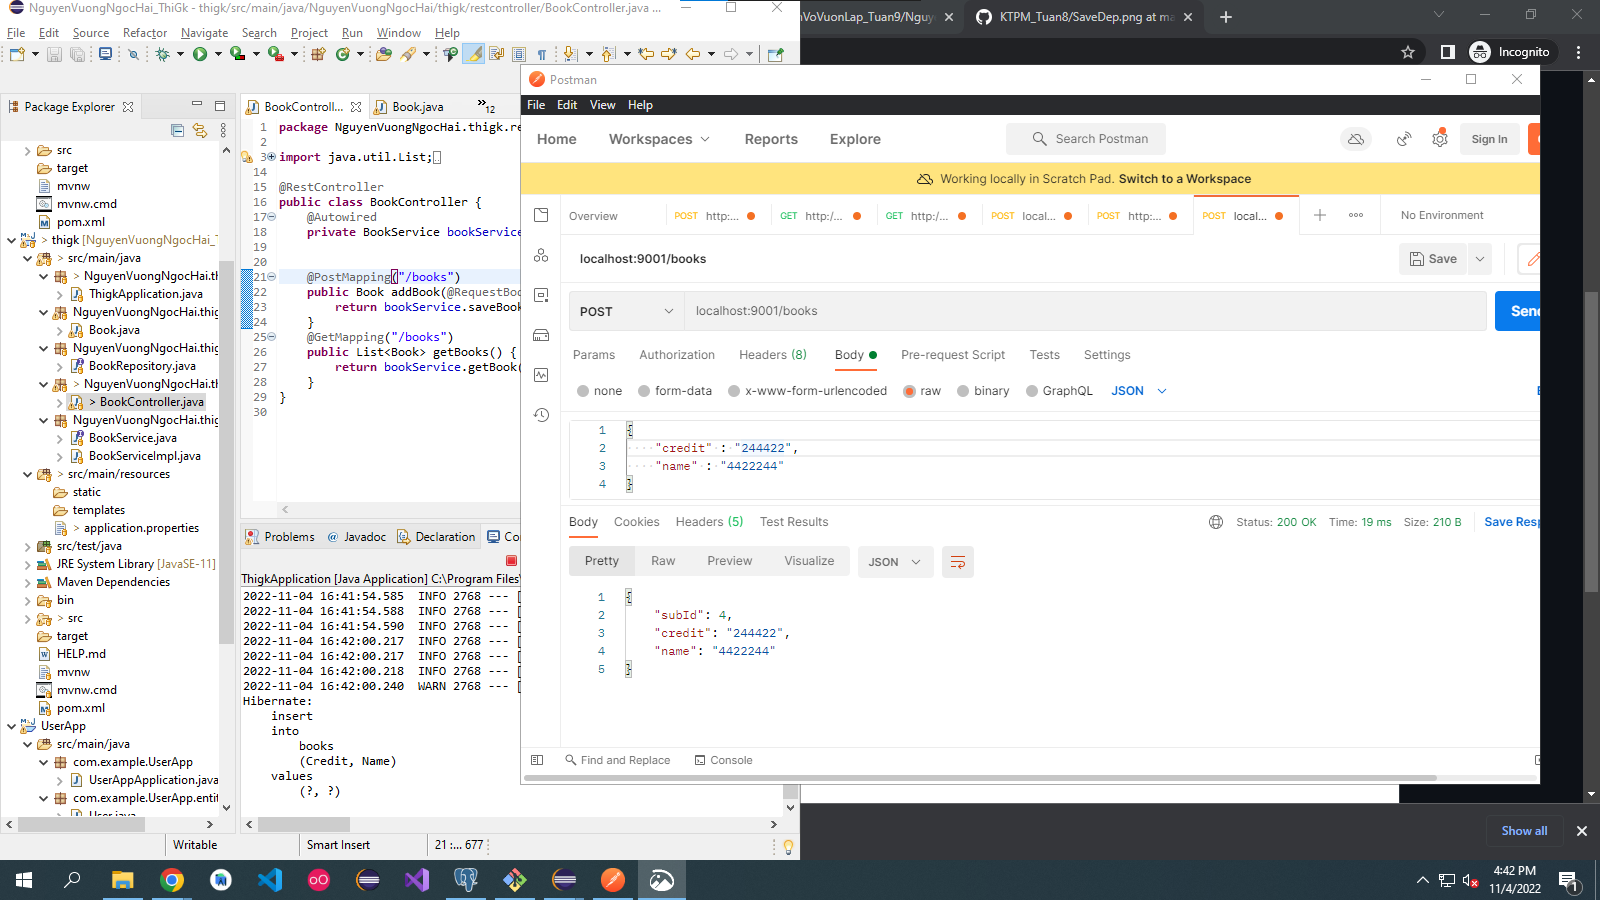 NguyenVuongNgocHai_ThiGk - thigk/src/main/java/NguyenVuongNgocHai/thigk/restcontroller/BookController.java ...
File Edit Source Refactor Navigate Search Project Run Window Help
Package Explorer
src
target
mvnw
mvnw.cmd
pom.xml
> thigk [NguyenVuongNgocHai_T
> src/main/java
> NguyenVuongNgocHai.th
ThigkApplication.java
NguyenVuongNgocHai.thig
Book.java
NguyenVuongNgocHai.thig
BookRepository.java
> NguyenVuongNgocHai.th
> BookController.java
NguyenVuongNgocHai.thig
BookService.java
BookServiceImpl.java
> src/main/resources
static
templates
> application.properties
src/test/java
JRE System Library [JavaSE-11]
Maven Dependencies
bin
> src
target
HELP.md
mvnw
mvnw.cmd
pom.xml
UserApp
src/main/java
com.example.UserApp
UserAppApplication.java
com.example.UserApp.entit
User.java
BookControll... Book.java »12
1 package NguyenVuongNgocHai.thigk.re
2
3 import java.util.List;
14
15 @RestController
16 public class BookController {
17 @Autowired
18 private BookService bookService
19
20
21 @PostMapping("/books")
22 public Book addBook(@RequestBod
23 return bookService.saveBook
24 }
25 @GetMapping("/books")
26 public List<Book> getBooks() {
27 return bookService.getBook(
28 }
29 }
30
Problems @ Javadoc Declaration Co
ThigkApplication [Java Application] C:\Program Files\
2022-11-04 16:41:54.585 INFO 2768 --- [
2022-11-04 16:41:54.588 INFO 2768 --- [
2022-11-04 16:41:54.590 INFO 2768 --- [
2022-11-04 16:42:00.217 INFO 2768 --- [
2022-11-04 16:42:00.217 INFO 2768 --- [
2022-11-04 16:42:00.218 INFO 2768 --- [
2022-11-04 16:42:00.240 WARN 2768 --- [
Hibernate:
insert
into
books
(Credit, Name)
values
(?, ?)
Writable Smart Insert 21 :... 677
nVoVuonLap_Tuan9/Nguy KTPM_Tuan8/SaveDep.png at ma
Incognito
Postman
File Edit View Help
Home Workspaces Reports Explore Search Postman Sign In
Working locally in Scratch Pad. Switch to a Workspace
Overview POST http:... GET http:/... GET http:/... POST local... POST http:... POST local... No Environment
localhost:9001/books Save
POST localhost:9001/books Send
Params Authorization Headers (8) Body Pre-request Script Tests Settings
none form-data x-www-form-urlencoded raw binary GraphQL JSON
1 {
2 "credit" : "244422",
3 "name" : "4422244"
4 }
Body Cookies Headers (5) Test Results Status: 200 OK Time: 19 ms Size: 210 B Save Resp
Pretty Raw Preview Visualize JSON
1 {
2 "subId": 4,
3 "credit": "244422",
4 "name": "4422244"
5 }
Find and Replace Console
Show all
4:42 PM
11/4/2022
1